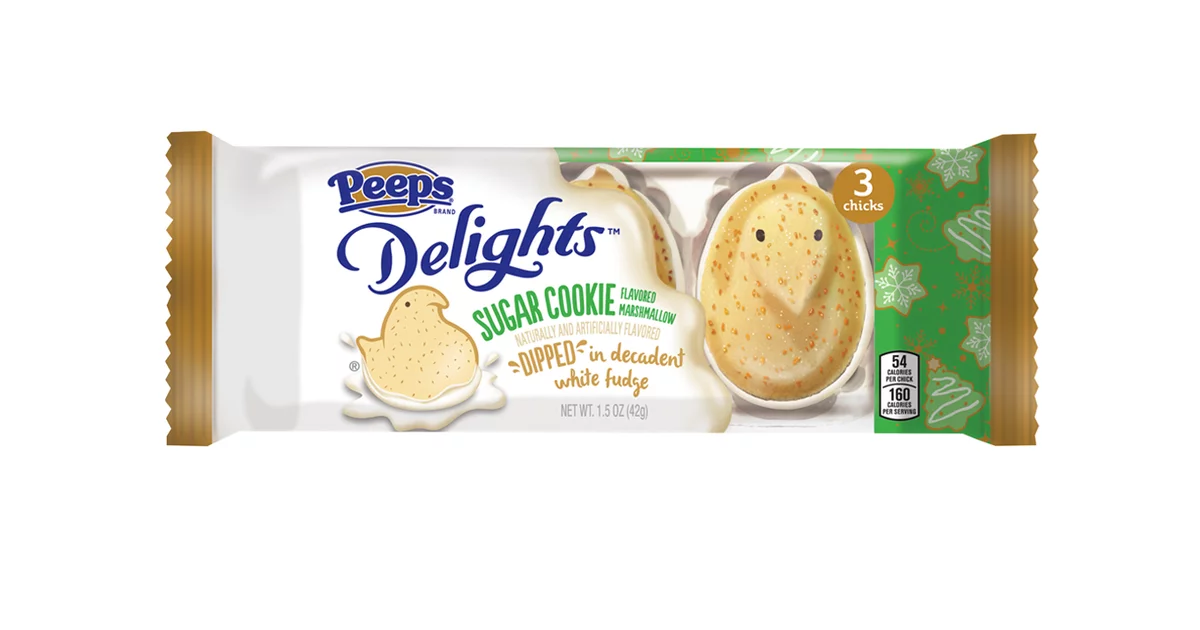 Peeps®
BRAND
Delights™
SUGAR COOKIE FLAVORED
MARSHMALLOW
NATURALLY AND ARTIFICIALLY FLAVORED
DIPPED in decadent
white fudge
®
NET WT. 1.5 OZ (42g)
3
chicks
54
CALORIES
PER CHICK
160
CALORIES
PER SERVING